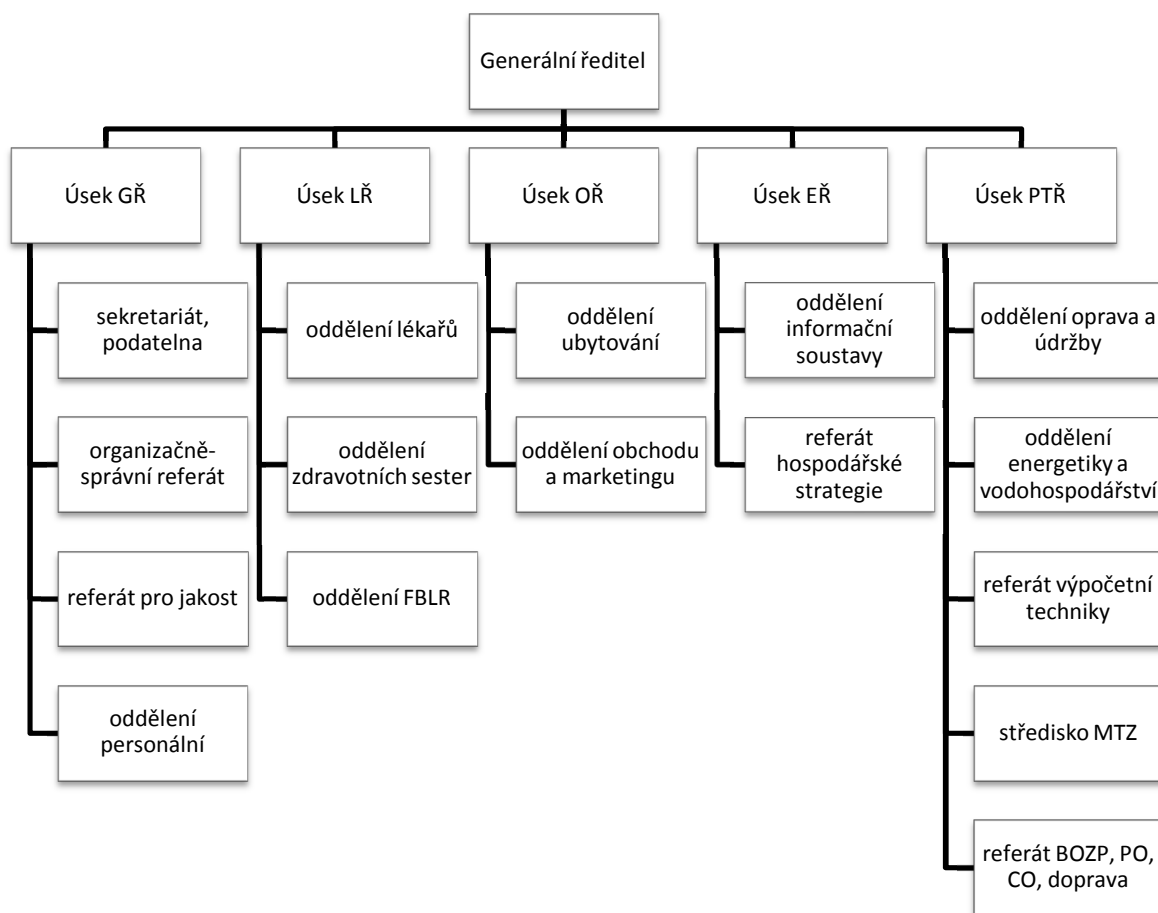 Generální ředitel
Úsek GŘ
Úsek LŘ
Úsek OŘ
Úsek EŘ
Úsek PTŘ
sekretariát,
podatelna
organizačně-
správní referát
referát pro jakost
oddělení
personální
oddělení lékařů
oddělení
zdravotních sester
oddělení FBLR
oddělení
ubytování
oddělení obchodu
a marketingu
oddělení
informační
soustavy
referát
hospodářské
strategie
oddělení oprava a
údržby
oddělení
energetiky a
vodohospodářství
referát výpočetní
techniky
středisko MTZ
referát BOZP, PO,
CO, doprava